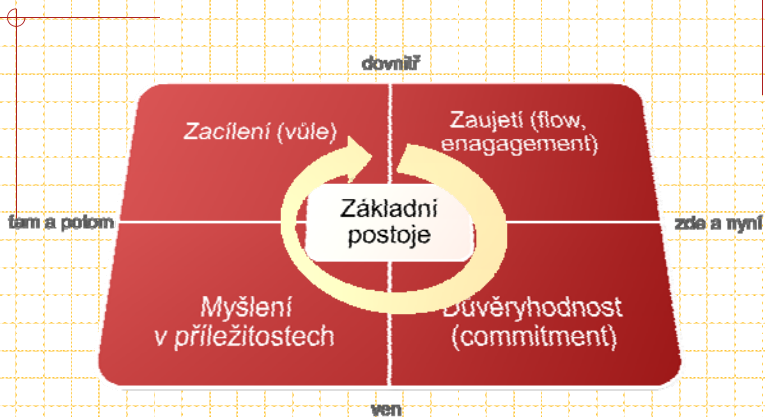 dovnitř
Zacílení (vůle)
Zaujetí (flow,
enagagement)
tam a potom
Základní
postoje
zde a nyní
Myšlení
v příležitostech
Důvěryhodnost
(commitment)
ven